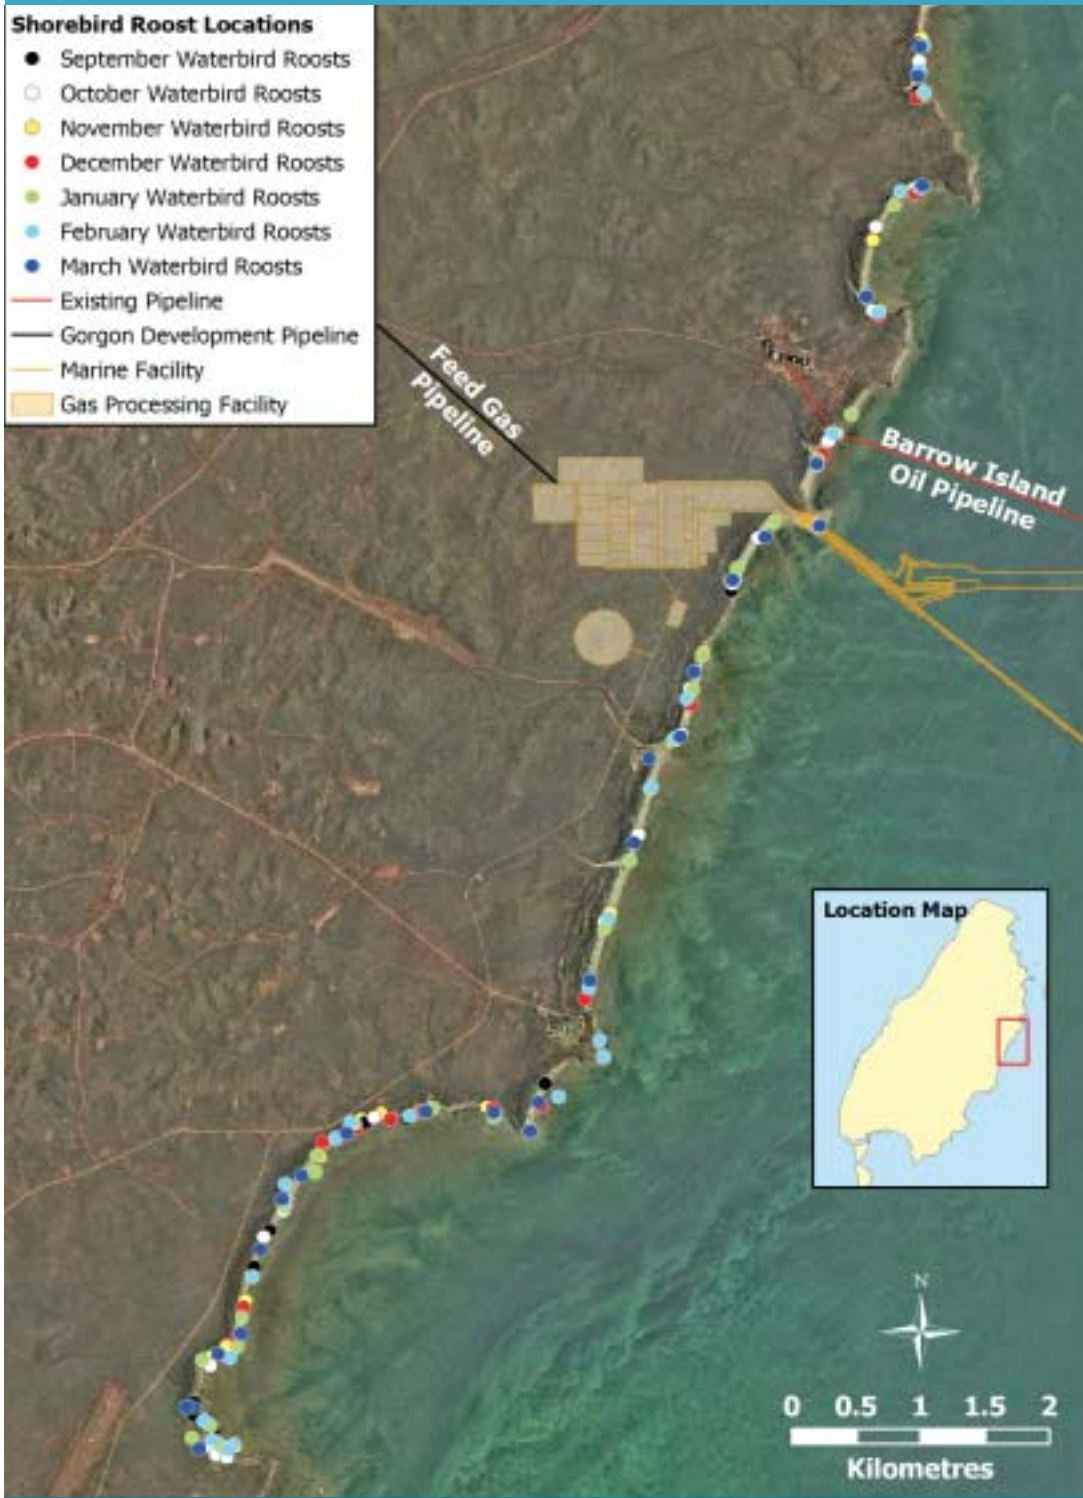 Shorebird Roost Locations
September Waterbird Roosts
October Waterbird Roosts
November Waterbird Roosts
December Waterbird Roosts
January Waterbird Roosts
February Waterbird Roosts
March Waterbird Roosts
Existing Pipeline
Gorgon Development Pipeline
Marine Facility
Gas Processing Facility
Feed Gas
Pipeline
Barrow Island
Oil Pipeline
Location Map
N
0 0.5 1 1.5 2
Kilometres